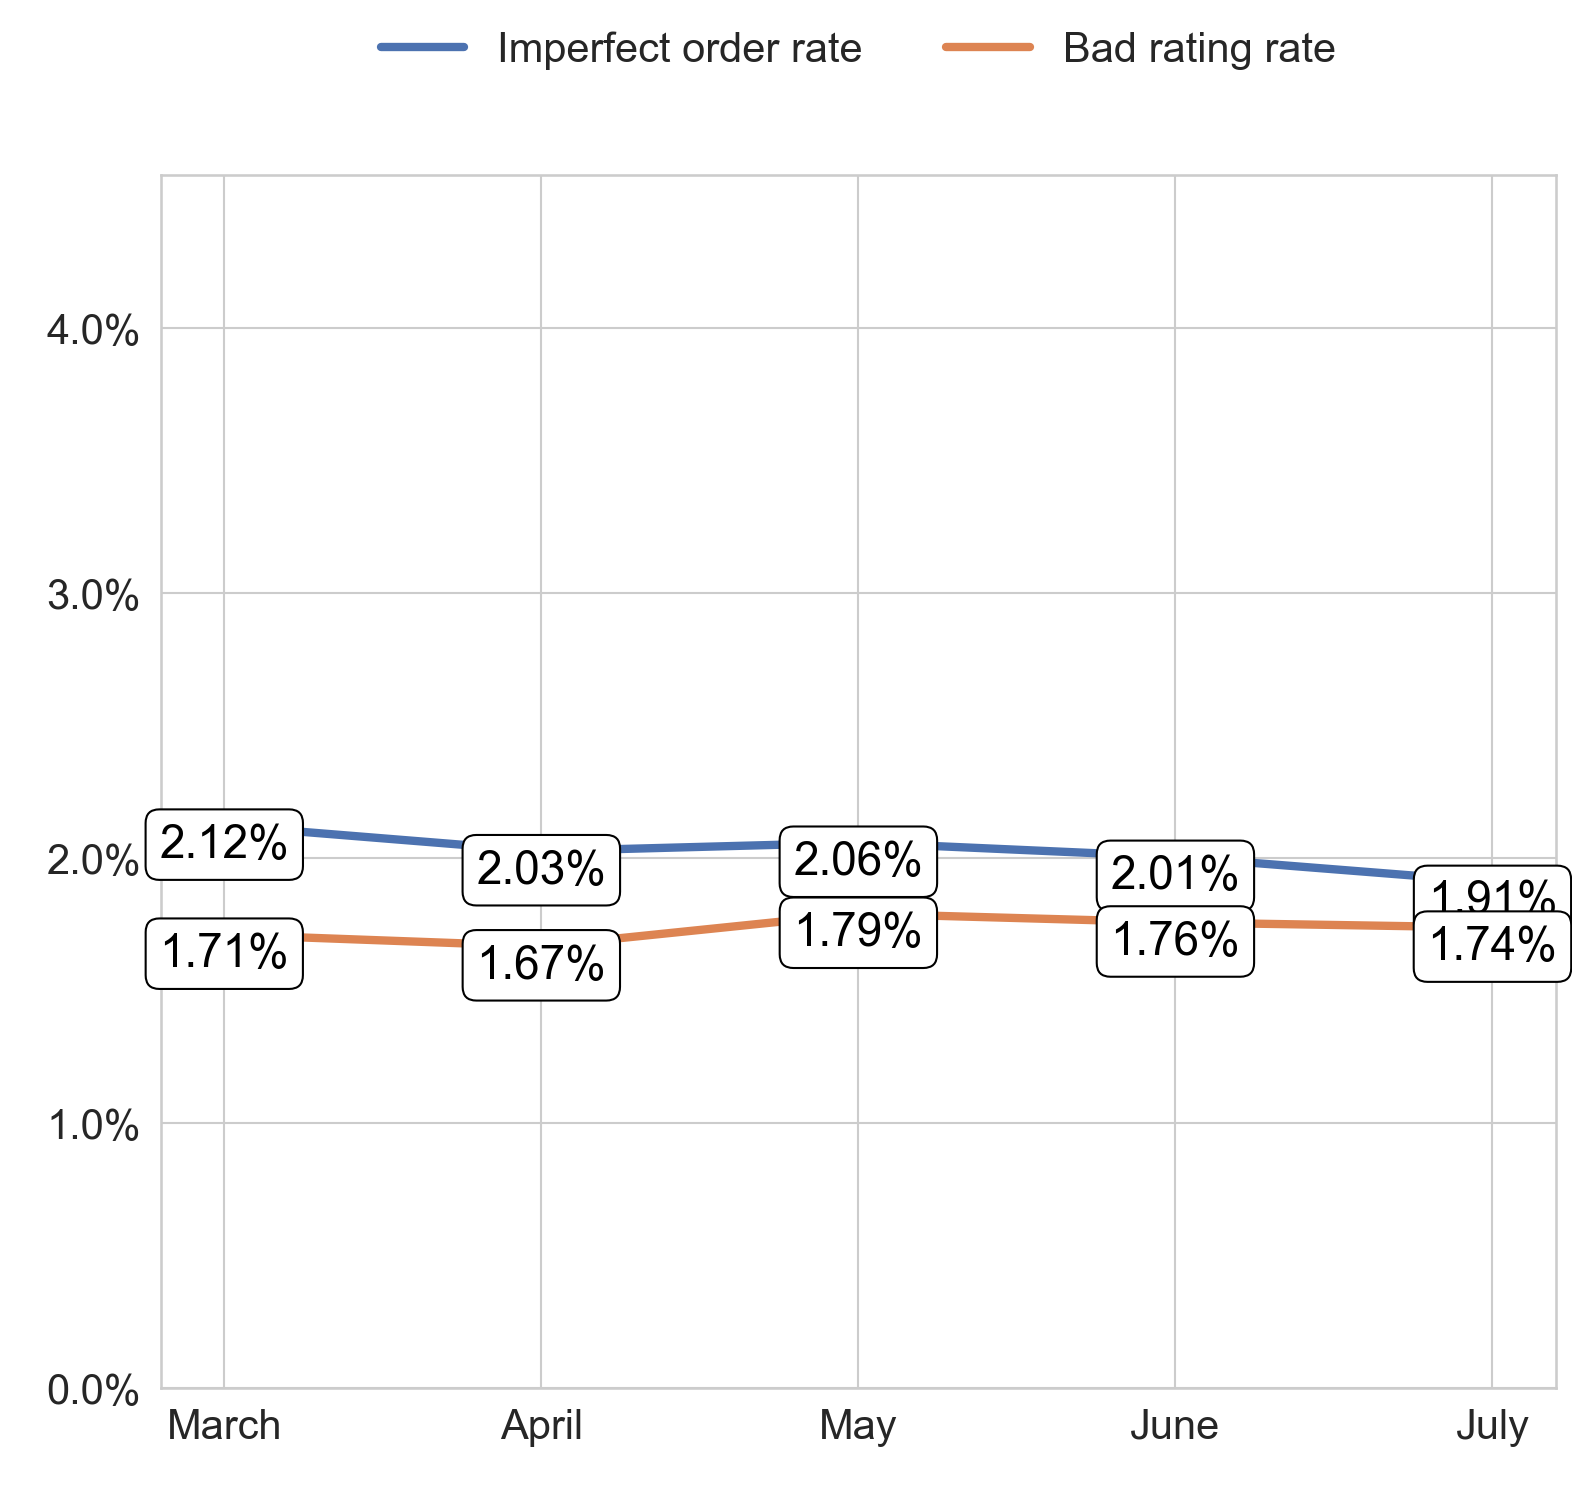 Imperfect order rate Bad rating rate
4.0%
3.0%
2.0%
1.0%
0.0%
2.12% 2.03% 2.06% 2.01% 1.91%
1.71% 1.67% 1.79% 1.76% 1.74%
March April May June July